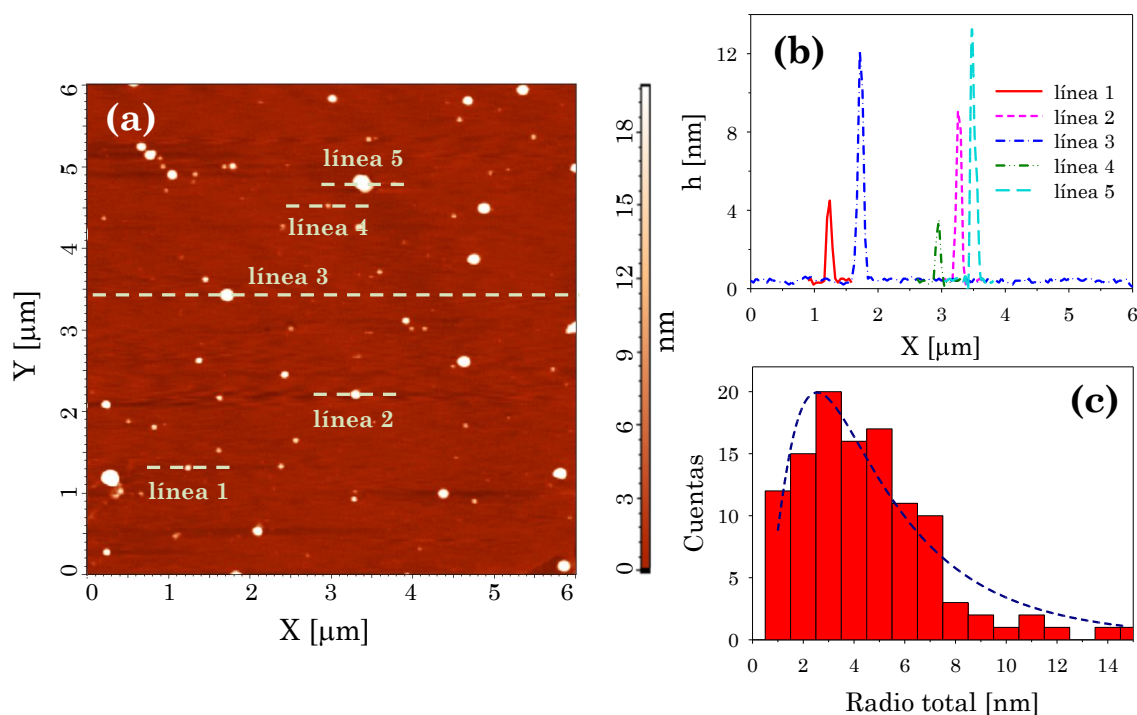 (a)
línea 5
línea 4
línea 3
línea 2
línea 1
6
5
4
3
2
1
0
Y [μm]
0 1 2 3 4 5 6
X [μm]
18
15
12
9
6
3
0
nm
(b)
12
8
4
0
h [nm]
línea 1
línea 2
línea 3
línea 4
línea 5
0 1 2 3 4 5 6
X [μm]
(c)
20
15
10
5
0
Cuentas
0 2 4 6 8 10 12 14
Radio total [nm]